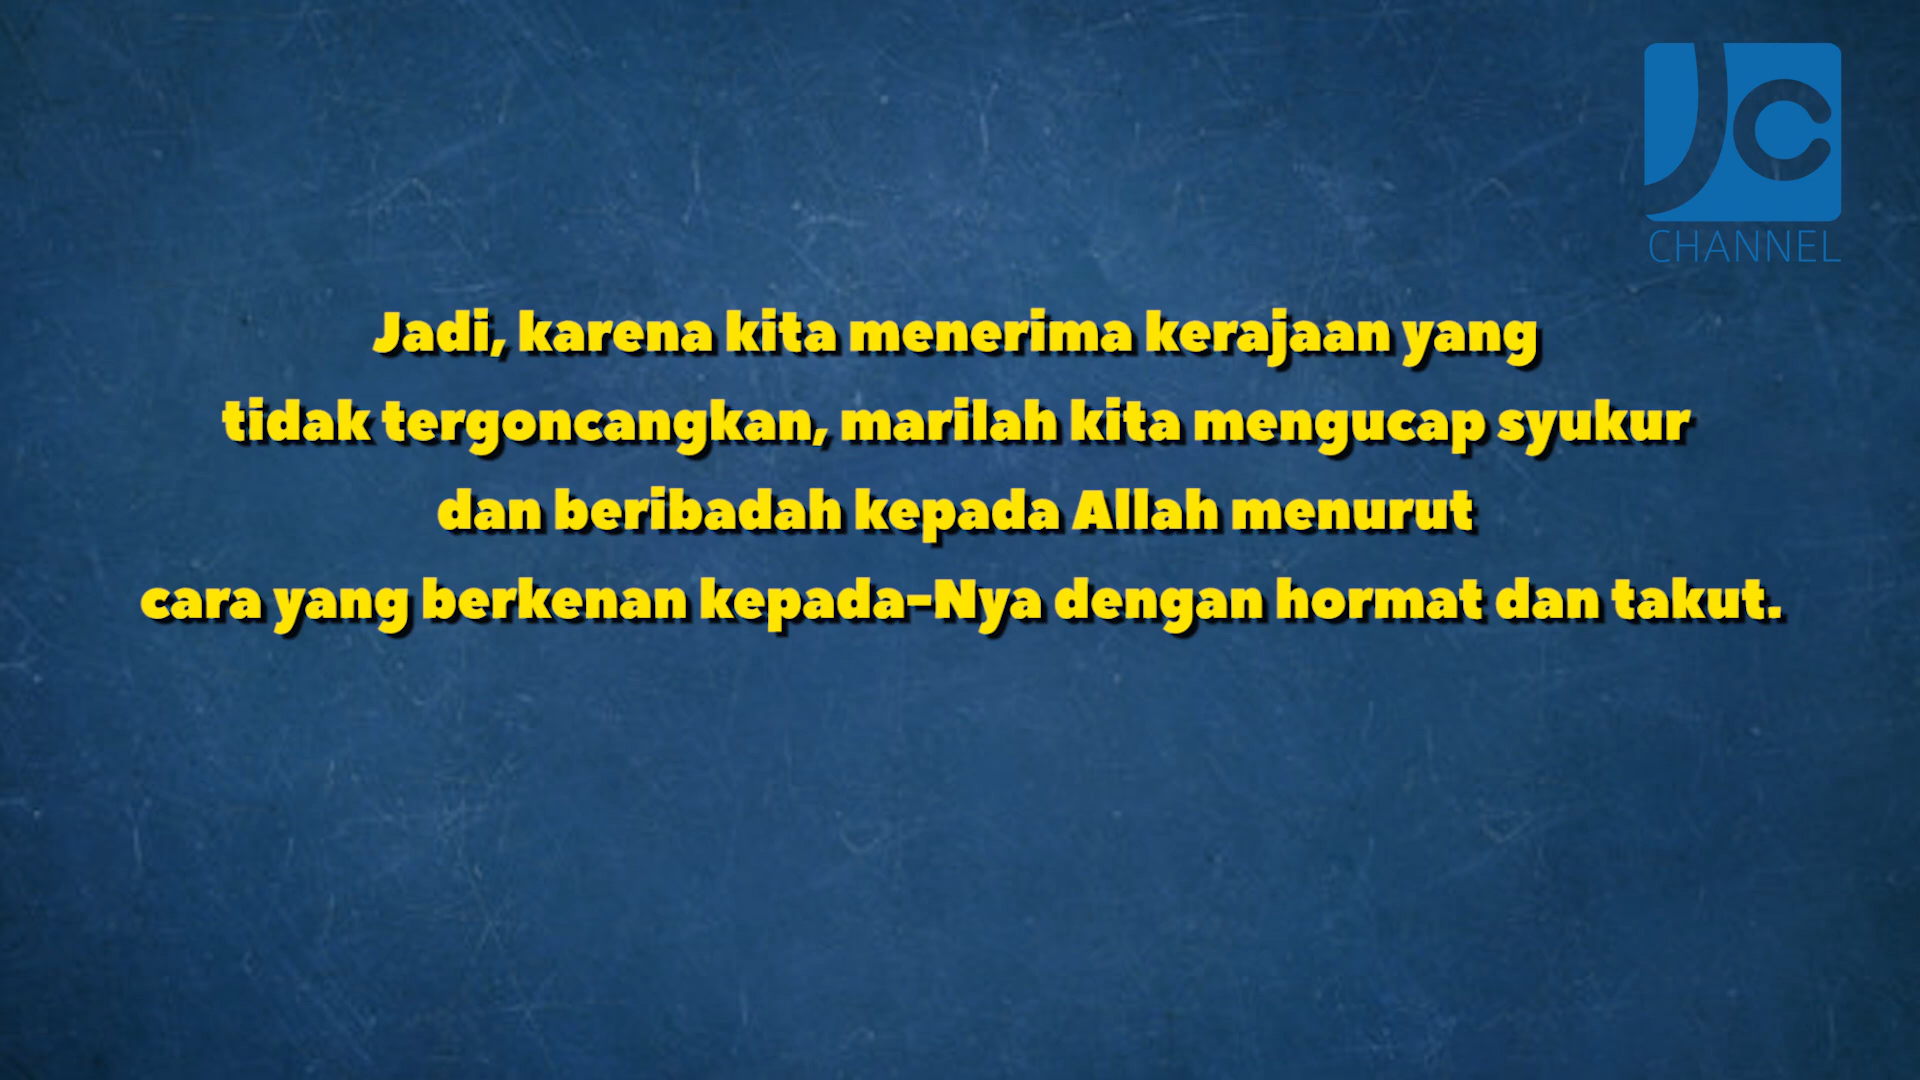 JC
CHANNEL
Jadi, karena kita menerima kerajaan yang
tidak tergoncangkan, marilah kita mengucap syukur
dan beribadah kepada Allah menurut
cara yang berkenan kepada-Nya dengan hormat dan takut.